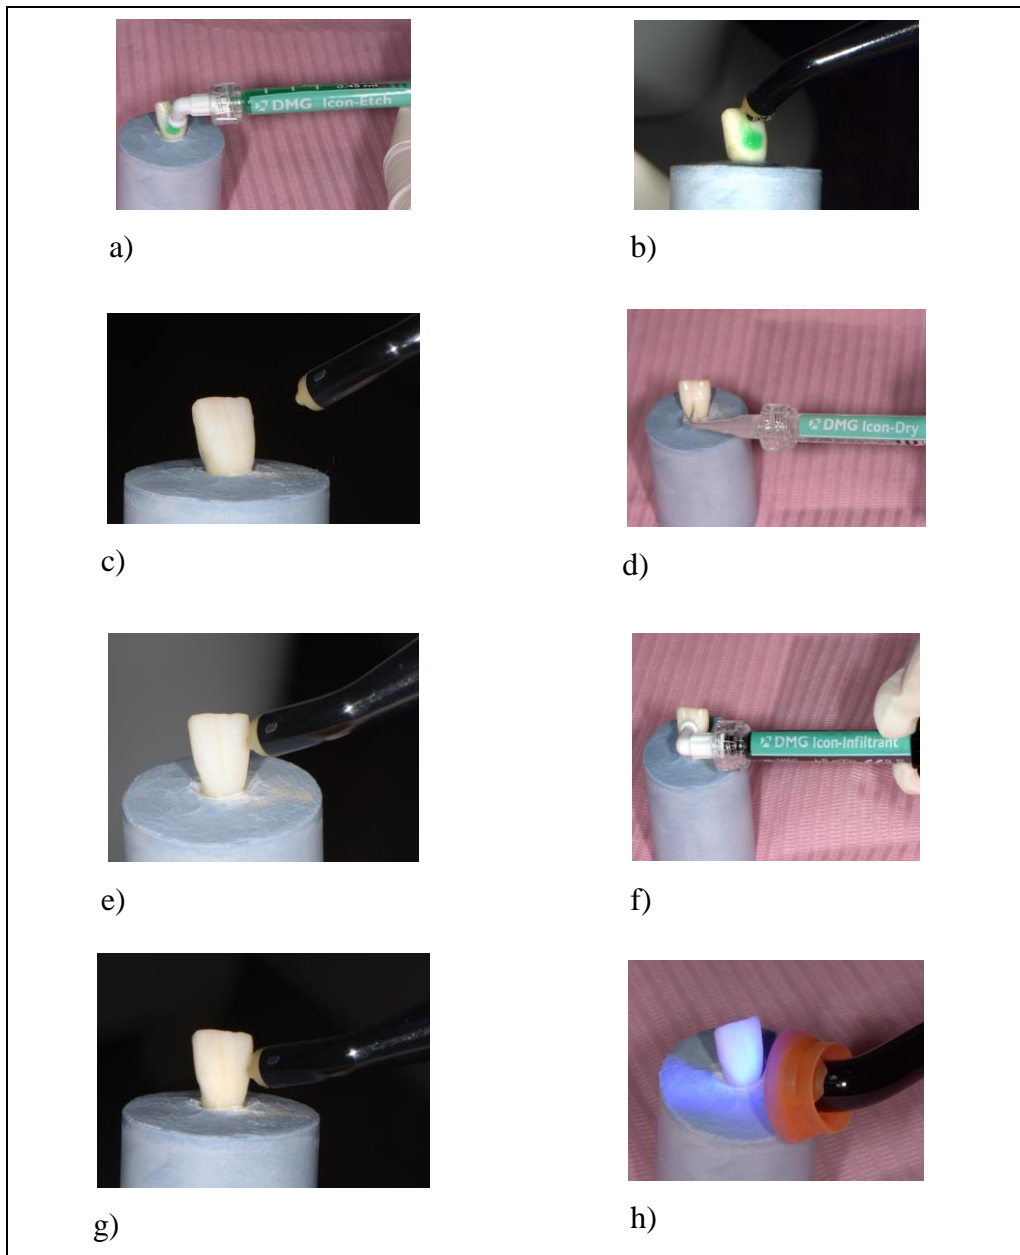 DMG Icon-Etch
a)
b)
DMG Icon-Dry
c)
d)
DMG Icon-Infiltrant
e)
f)
g)
h)